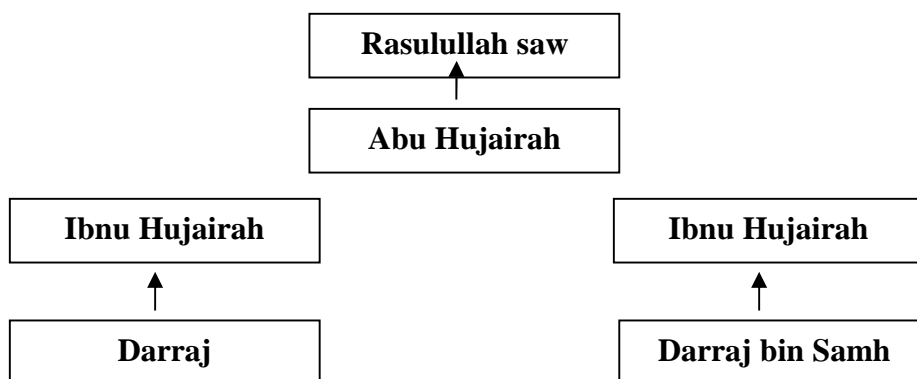 Rasulullah saw
Abu Hujairah
Ibnu Hujairah
Ibnu Hujairah
Darraj
Darraj bin Samh